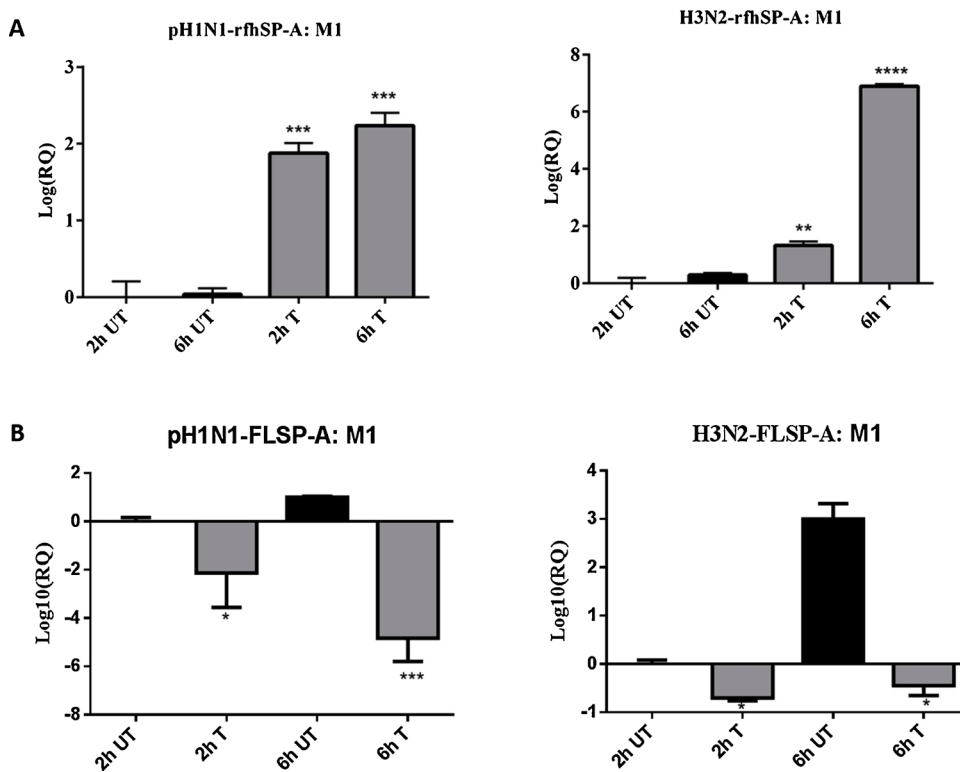 A
pH1N1-rfhSP-A: M1
Log(RQ)
3
2
1
0
***
***
2h UT
6h UT
2h T
6h T
H3N2-rfhSP-A: M1
Log(RQ)
8
6
4
2
0
**
****
2h UT
6h UT
2h T
6h T
B
pH1N1-FLSP-A: M1
Log10(RQ)
2
0
-2
-4
-6
-8
*
***
2h UT
2h T
6h UT
6h T
H3N2-FLSP-A: M1
Log10(RQ)
4
3
2
1
0
-1
*
*
2h UT
2h T
6h UT
6h T